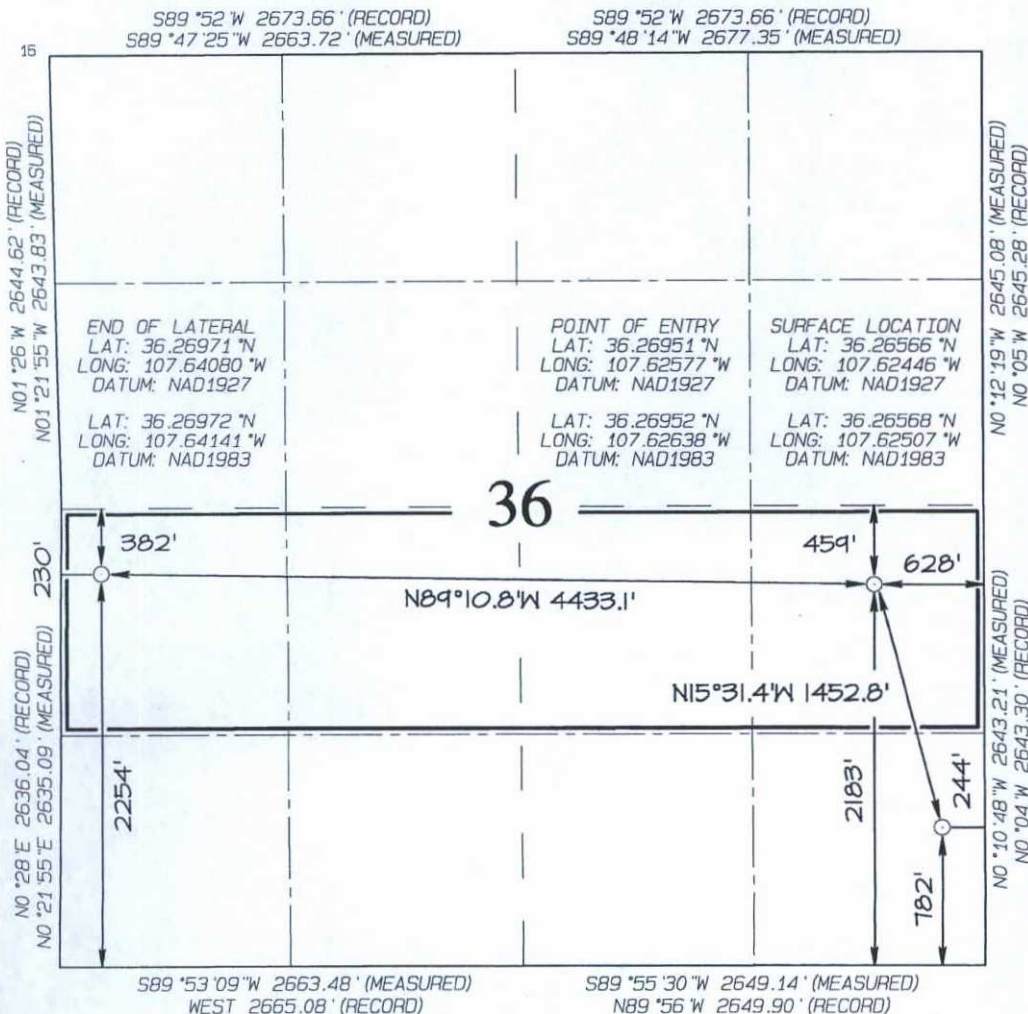 S89°52'W 2673.66' (RECORD)
S89°47'25"W 2663.72' (MEASURED)
S89°52'W 2673.66' (RECORD)
S89°48'14"W 2677.35' (MEASURED)
16
N01°26'W 2644.62' (RECORD)
N01°21'55"W 2643.83' (MEASURED)
N0°12'19"W 2645.08' (MEASURED)
N0°05'W 2645.28' (RECORD)
END OF LATERAL
LAT: 36.26971 °N
LONG: 107.64080 °W
DATUM: NAD1927
LAT: 36.26972 °N
LONG: 107.64141 °W
DATUM: NAD1983
POINT OF ENTRY
LAT: 36.26951 °N
LONG: 107.62577 °W
DATUM: NAD1927
LAT: 36.26952 °N
LONG: 107.62638 °W
DATUM: NAD1983
SURFACE LOCATION
LAT: 36.26566 °N
LONG: 107.62446 °W
DATUM: NAD1927
LAT: 36.26568 °N
LONG: 107.62507 °W
DATUM: NAD1983
36
230'
382'
459'
628'
N89°10.8'W 4433.1'
N15°31.4'W 1452.8'
2254'
2183'
244'
782'
N0°28'E 2636.04' (RECORD)
N0°21'55"E 2635.09' (MEASURED)
N0°10'48"W 2643.21' (MEASURED)
N0°04'W 2643.30' (RECORD)
S89°53'09"W 2663.48' (MEASURED)
WEST 2665.08' (RECORD)
S89°55'30"W 2649.14' (MEASURED)
N89°56'W 2649.90' (RECORD)